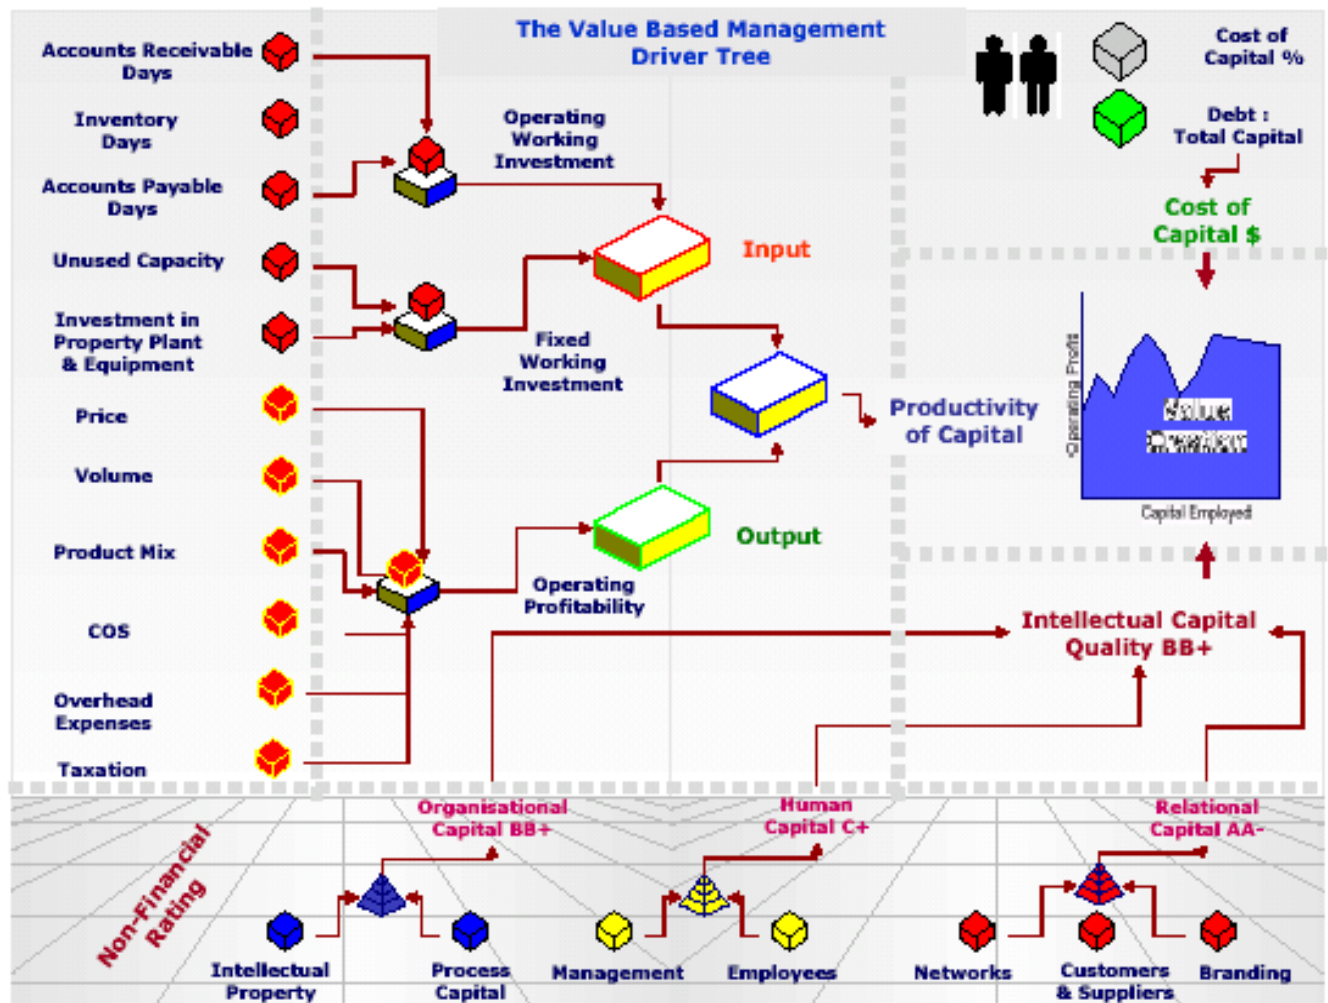 The Value Based Management
Driver Tree
Accounts Receivable
Days
Inventory
Days
Accounts Payable
Days
Unused Capacity
Investment in
Property Plant
& Equipment
Price
Volume
Product Mix
COS
Overhead
Expenses
Taxation
Operating
Working
Investment
Fixed
Working
Investment
Operating
Profitability
Input
Output
Productivity
of Capital
Cost of
Capital %
Debt :
Total Capital
Cost of
Capital $
Operating Profit
Value
Creation
Capital Employed
Intellectual Capital
Quality BB+
Non-Financial
Rating
Organisational
Capital BB+
Human
Capital C+
Relational
Capital AA-
Intellectual
Property
Process
Capital
Management
Employees
Networks
Customers
& Suppliers
Branding